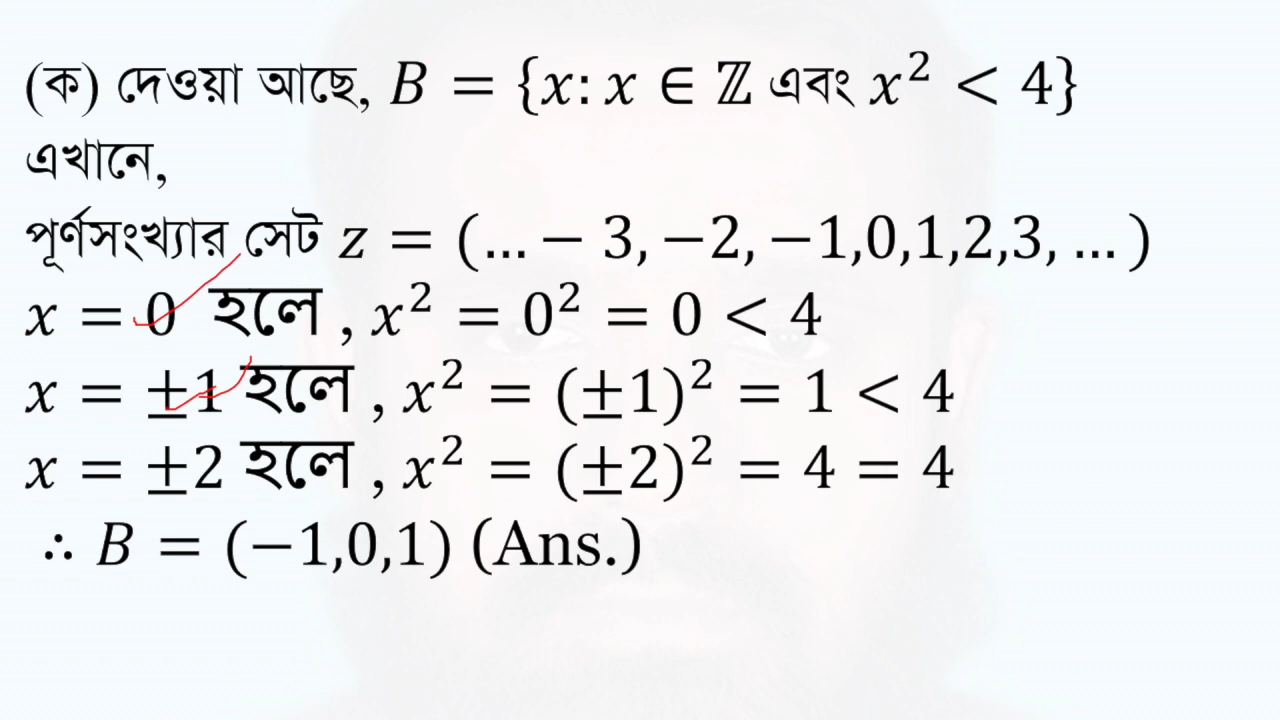 (ক) দেওয়া আছে, B = {x: x ∈ ℤ এবং x² < 4}
এখানে,
পূর্ণসংখ্যার সেট z = (… − 3, −2, −1,0,1,2,3, … )
x = 0 হলে , x² = 0² = 0 < 4
x = ±1 হলে , x² = (±1)² = 1 < 4
x = ±2 হলে , x² = (±2)² = 4 = 4
∴ B = (−1,0,1) (Ans.)